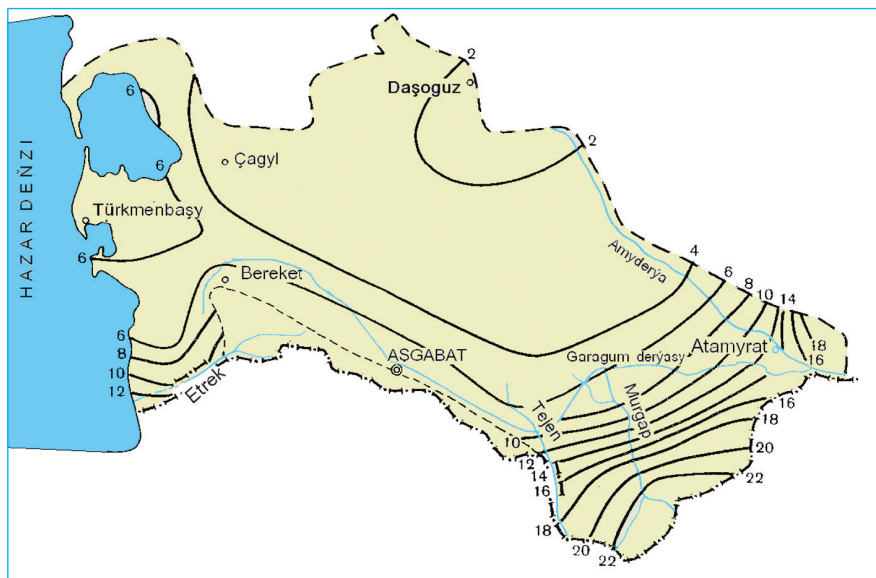 2
Daşoguz
6
2
6
Çagyl
HAZAR DEŇZI
Türkmenbaşy
6
Amyderýa
4
6
8
10
14
Bereket
6
8
10
12
AŞGABAT
Garagum derýasy
Atamyrat
18
16
Etrek
Tejen
Murgap
16
18
10
12
14
16
20
22
18
20
22